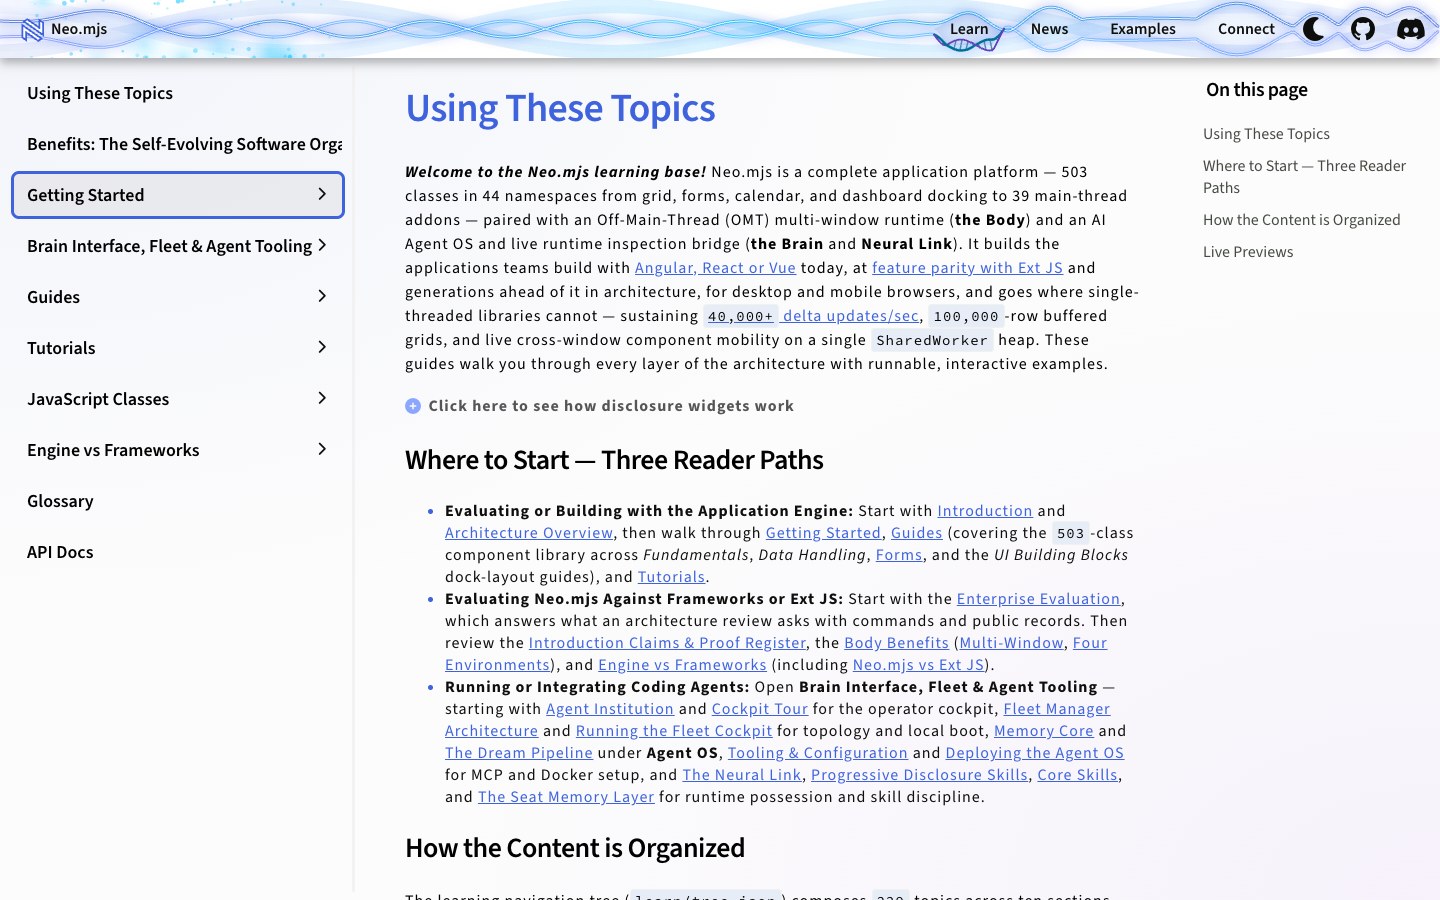 Neo.mjs
Learn
News
Examples
Connect
Using These Topics
Benefits: The Self-Evolving Software Orga
Getting Started
Brain Interface, Fleet & Agent Tooling
Guides
Tutorials
JavaScript Classes
Engine vs Frameworks
Glossary
API Docs
Using These Topics
Welcome to the Neo.mjs learning base! Neo.mjs is a complete application platform — 503
classes in 44 namespaces from grid, forms, calendar, and dashboard docking to 39 main-thread
addons — paired with an Off-Main-Thread (OMT) multi-window runtime (the Body) and an AI
Agent OS and live runtime inspection bridge (the Brain and Neural Link). It builds the
applications teams build with Angular, React or Vue today, at feature parity with Ext JS and
generations ahead of it in architecture, for desktop and mobile browsers, and goes where single-
threaded libraries cannot — sustaining 40,000+ delta updates/sec, 100,000-row buffered
grids, and live cross-window component mobility on a single SharedWorker heap. These
guides walk you through every layer of the architecture with runnable, interactive examples.
Click here to see how disclosure widgets work
Where to Start — Three Reader Paths
Evaluating or Building with the Application Engine: Start with Introduction and
Architecture Overview, then walk through Getting Started, Guides (covering the 503-class
component library across Fundamentals, Data Handling, Forms, and the UI Building Blocks
dock-layout guides), and Tutorials.
Evaluating Neo.mjs Against Frameworks or Ext JS: Start with the Enterprise Evaluation,
which answers what an architecture review asks with commands and public records. Then
review the Introduction Claims & Proof Register, the Body Benefits (Multi-Window, Four
Environments), and Engine vs Frameworks (including Neo.mjs vs Ext JS).
Running or Integrating Coding Agents: Open Brain Interface, Fleet & Agent Tooling —
starting with Agent Institution and Cockpit Tour for the operator cockpit, Fleet Manager
Architecture and Running the Fleet Cockpit for topology and local boot, Memory Core and
The Dream Pipeline under Agent OS, Tooling & Configuration and Deploying the Agent OS
for MCP and Docker setup, and The Neural Link, Progressive Disclosure Skills, Core Skills,
and The Seat Memory Layer for runtime possession and skill discipline.
How the Content is Organized
The learning navigation tree (learn/tree.json) composes 220 topics across ten sections
On this page
Using These Topics
Where to Start — Three Reader
Paths
How the Content is Organized
Live Previews